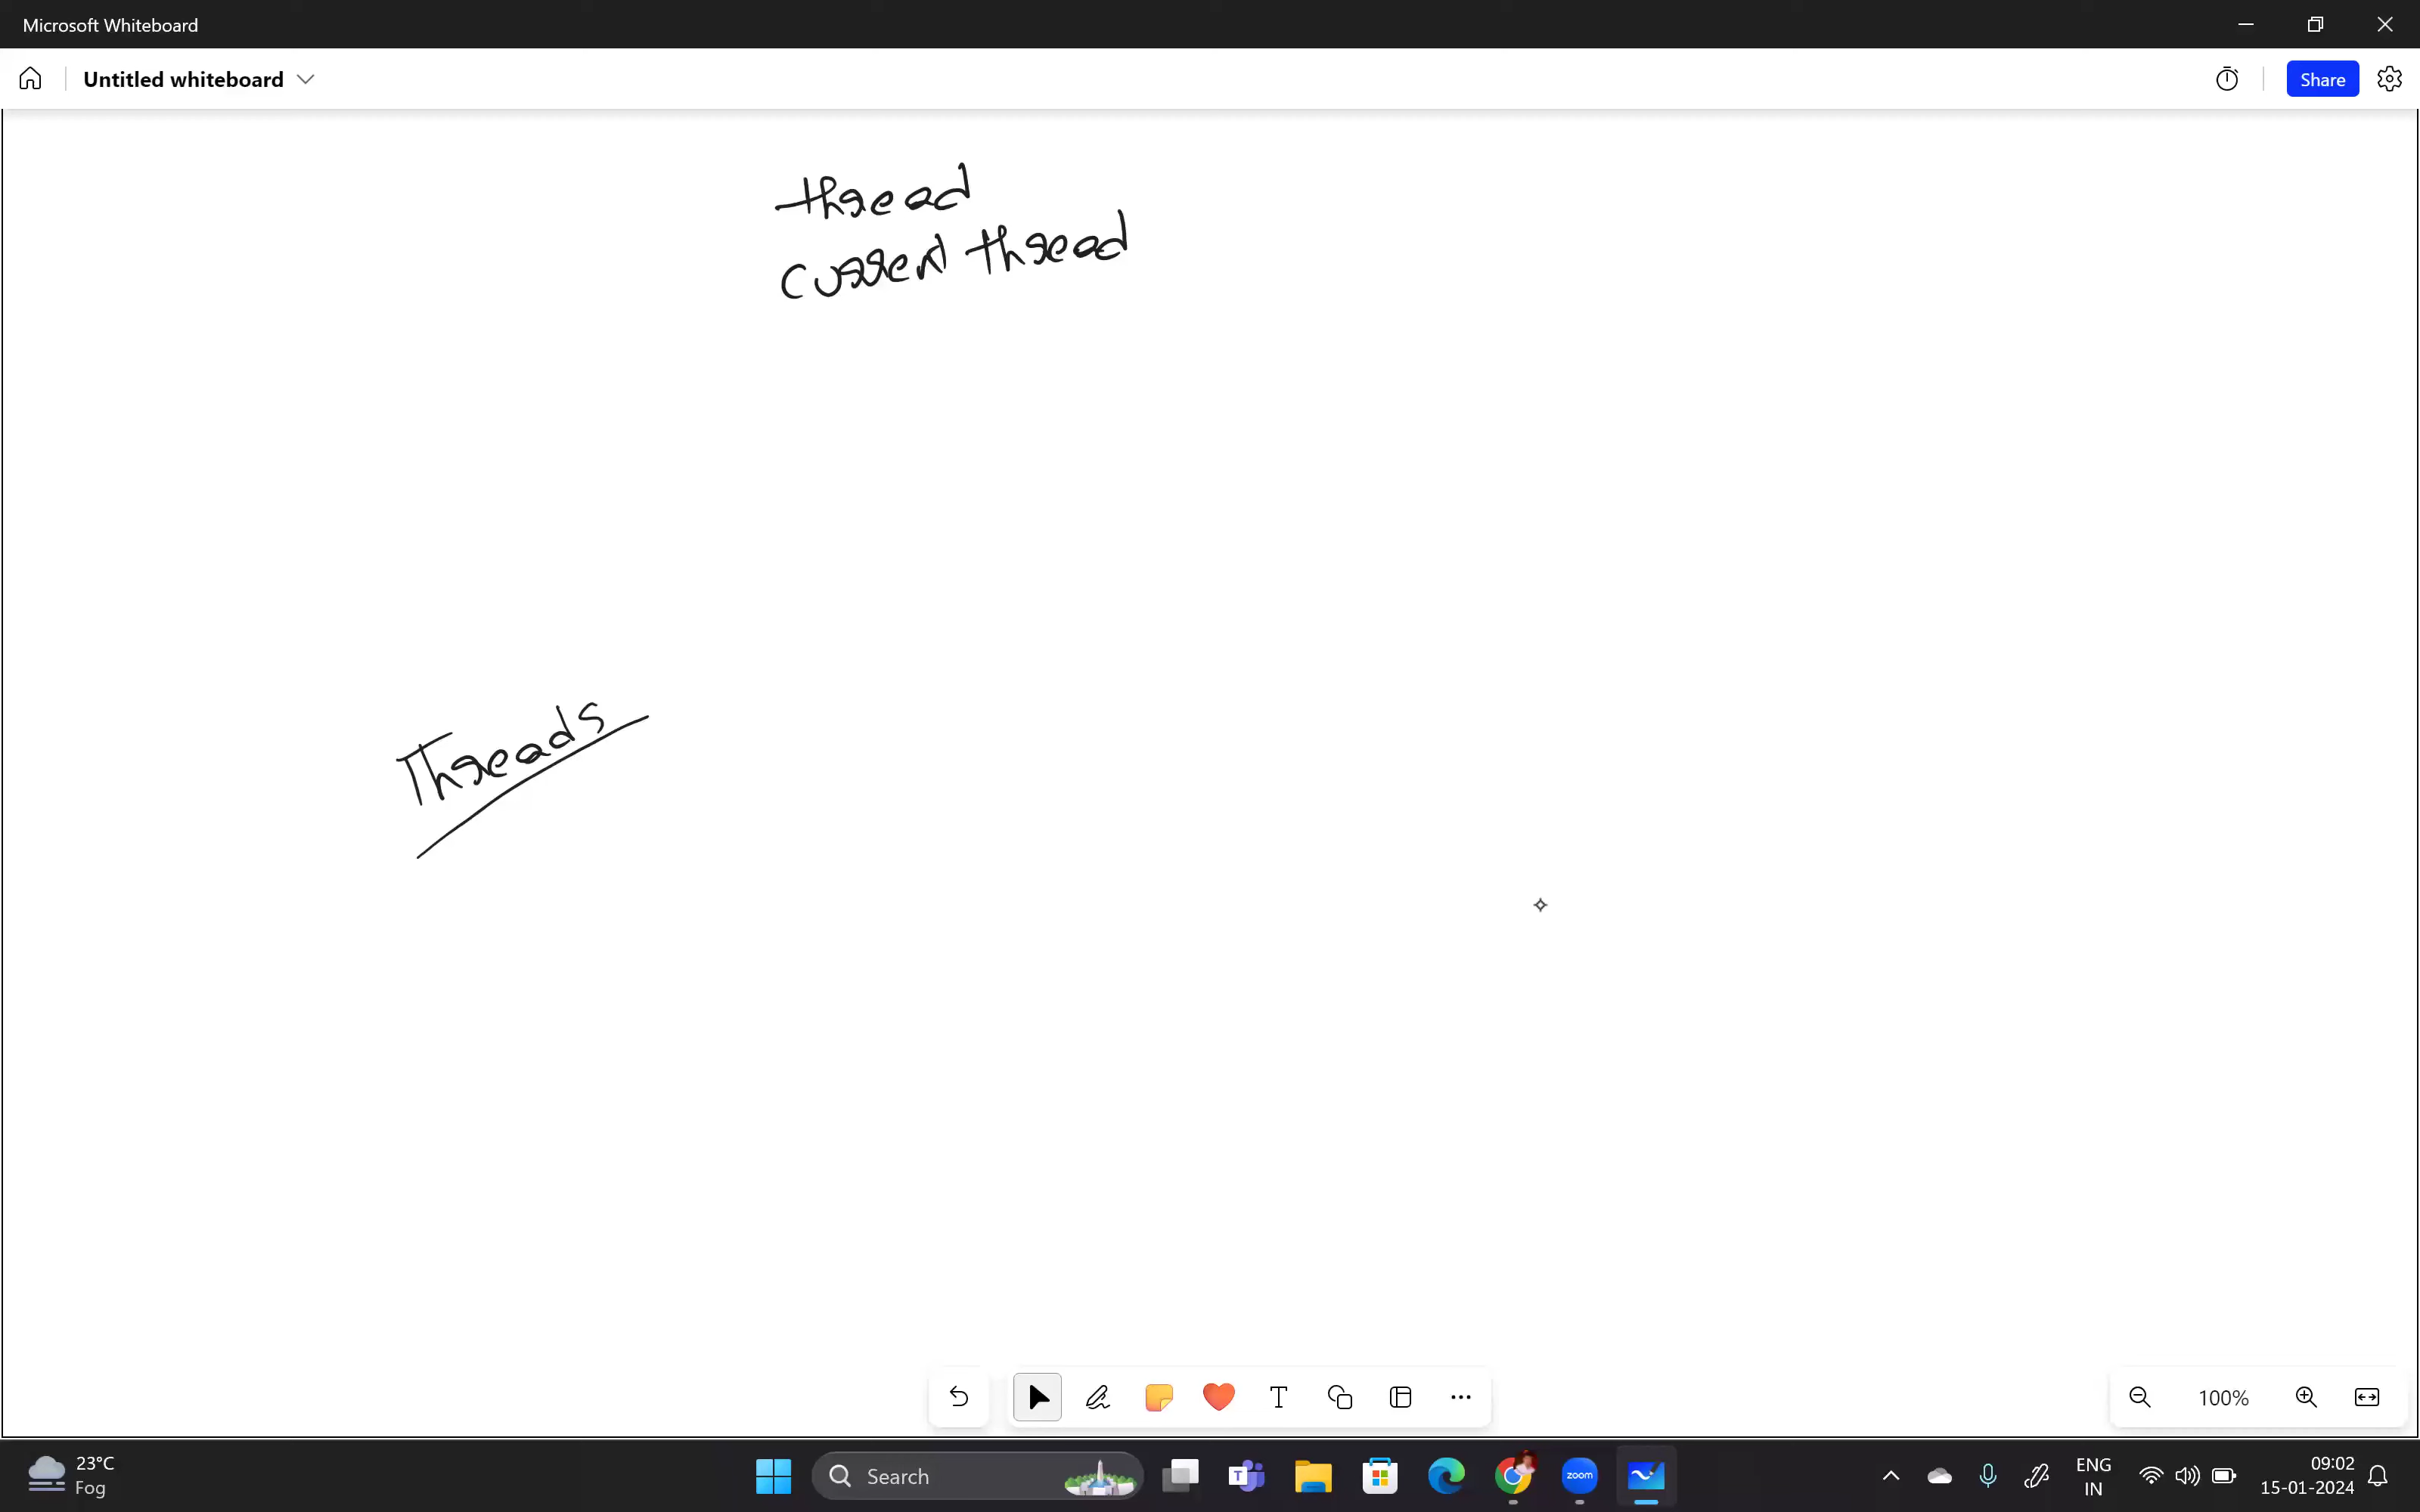 Microsoft Whiteboard
Untitled whiteboard
Share
thread
current thread
Threads
100%
23°C
Fog
Search
T
zoom
ENG
IN
09:02
15-01-2024